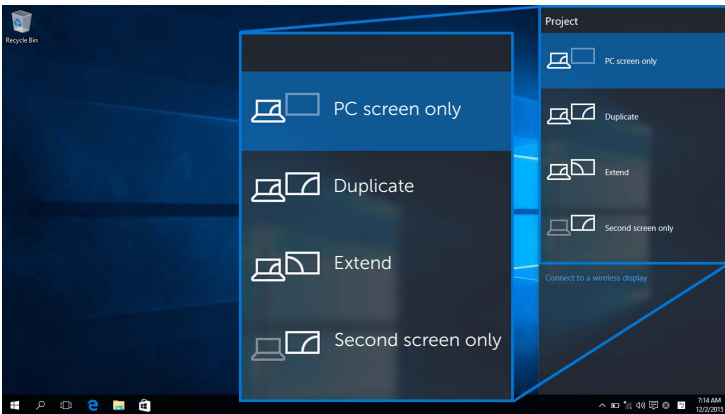 Recycle Bin
PC screen only
Duplicate
Extend
Second screen only
Project
PC screen only
Duplicate
Extend
Second screen only
Connect to a wireless display
7:14 AM
12/2/2015